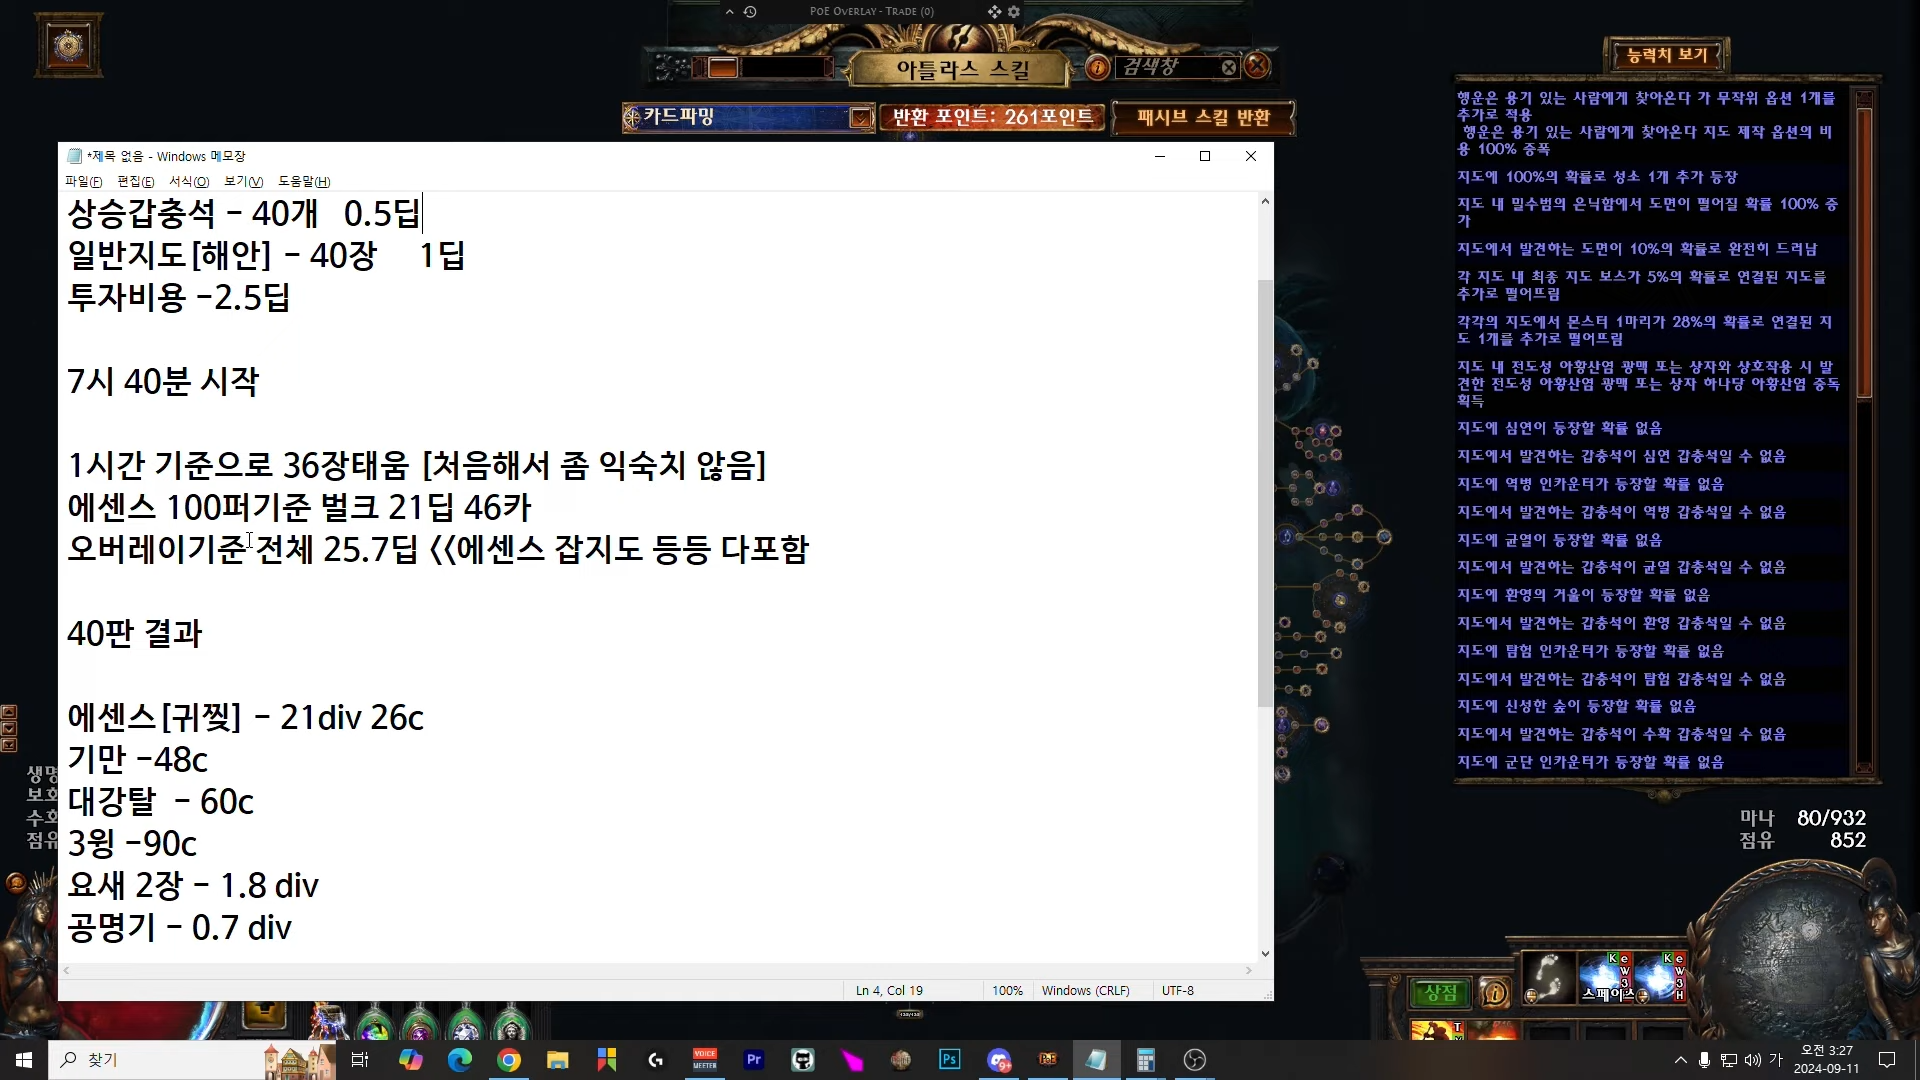 PoE Overlay - Trade (0)
아틀라스 스킬
검색창
카드파밍
반환 포인트: 261포인트
패시브 스킬 반환
*제목 없음 - Windows 메모장
파일(F) 편집(E) 서식(O) 보기(V) 도움말(H)
상승갑충석 - 40개 0.5딥
일반지도[해안] - 40장 1딥
투자비용 -2.5딥
7시 40분 시작
1시간 기준으로 36장태움 [처음해서 좀 익숙치 않음]
에센스 100퍼기준 벌크 21딥 46카
오버레이기준 전체 25.7딥 <<에센스 잡지도 등등 다포함
40판 결과
에센스[귀찢] - 21div 26c
기만 -48c
대강탈 - 60c
3윙 -90c
요새 2장 - 1.8 div
공명기 - 0.7 div
Ln 4, Col 19
100%
Windows (CRLF)
UTF-8
능력치 보기
행운은 용기 있는 사람에게 찾아온다 가 무작위 옵션 1개를
추가로 적용
행운은 용기 있는 사람에게 찾아온다 지도 제작 옵션의 비
용 100% 증폭
지도에 100%의 확률로 성소 1개 추가 등장
지도 내 밀수범의 은닉함에서 도면이 떨어질 확률 100% 증
가
지도에서 발견하는 도면이 10%의 확률로 완전히 드러남
각 지도 내 최종 지도 보스가 5%의 확률로 연결된 지도를
추가로 떨어뜨림
각각의 지도에서 몬스터 1마리가 28%의 확률로 연결된 지
도 1개를 추가로 떨어뜨림
지도 내 전도성 아황산염 광맥 또는 상자와 상호작용 시 발
견한 전도성 아황산염 광맥 또는 상자 하나당 아황산염 중독
획득
지도에 심연이 등장할 확률 없음
지도에서 발견하는 갑충석이 심연 갑충석일 수 없음
지도에 역병 인카운터가 등장할 확률 없음
지도에서 발견하는 갑충석이 역병 갑충석일 수 없음
지도에 균열이 등장할 확률 없음
지도에서 발견하는 갑충석이 균열 갑충석일 수 없음
지도에 환영의 거울이 등장할 확률 없음
지도에서 발견하는 갑충석이 환영 갑충석일 수 없음
지도에 탐험 인카운터가 등장할 확률 없음
지도에서 발견하는 갑충석이 탐험 갑충석일 수 없음
지도에 신성한 숲이 등장할 확률 없음
지도에서 발견하는 갑충석이 수확 갑충석일 수 없음
지도에 군단 인카운터가 등장할 확률 없음
생명
보호
수호
점유
마나 80/932
점유 852
상점
스페이스
찾기
VOICE
MEETER
Pr
Ps
가
오전 3:27
2024-09-11